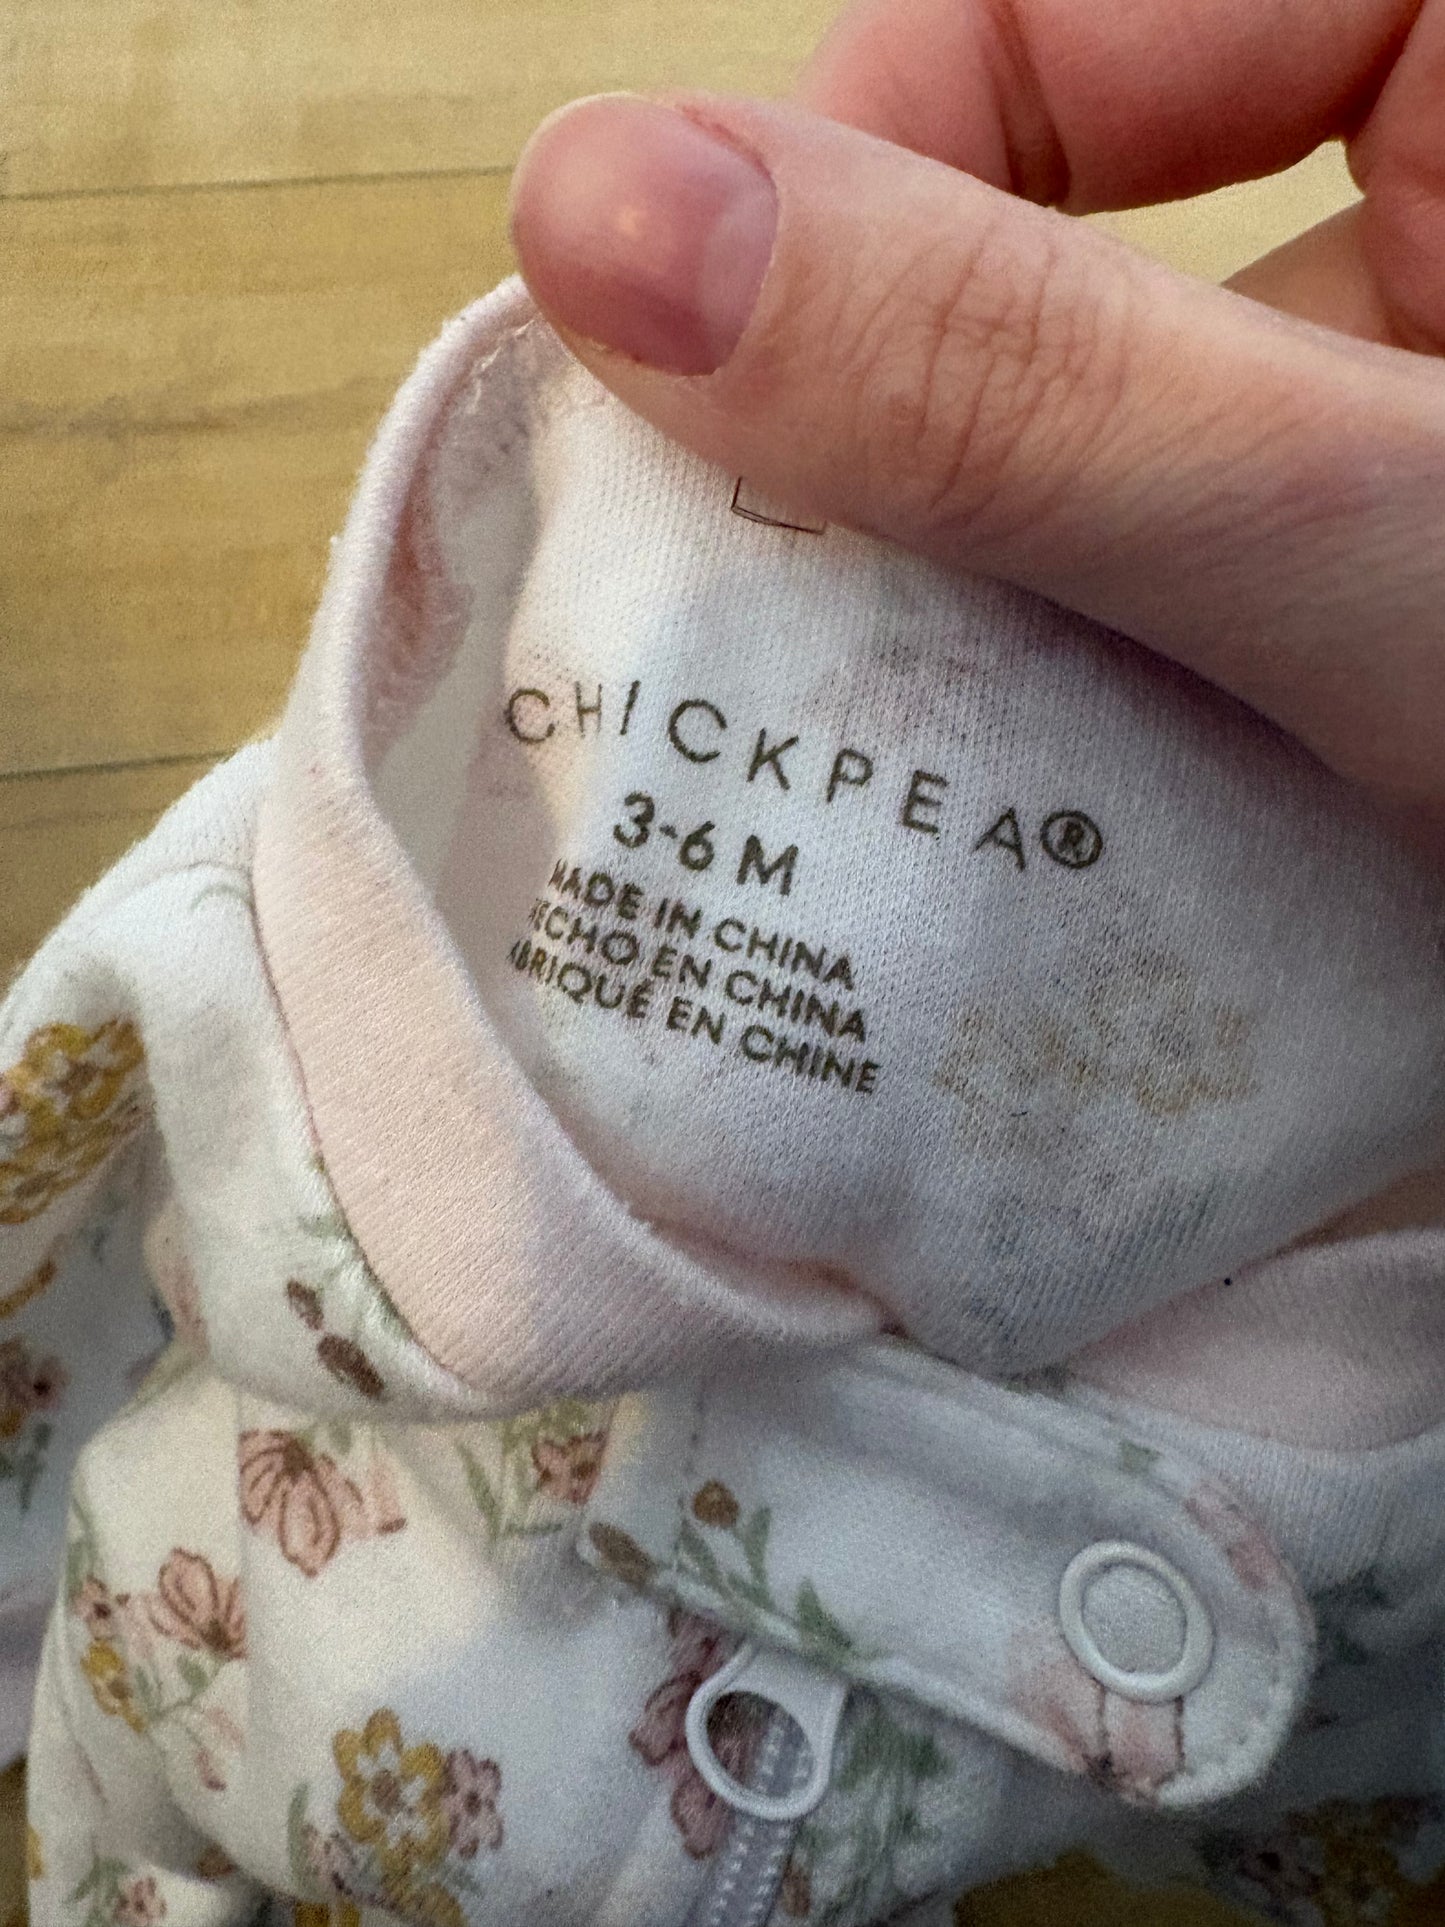 CHICKPEA®
3-6 M
MADE IN CHINA
HECHO EN CHINA
FABRIQUÉ EN CHINE